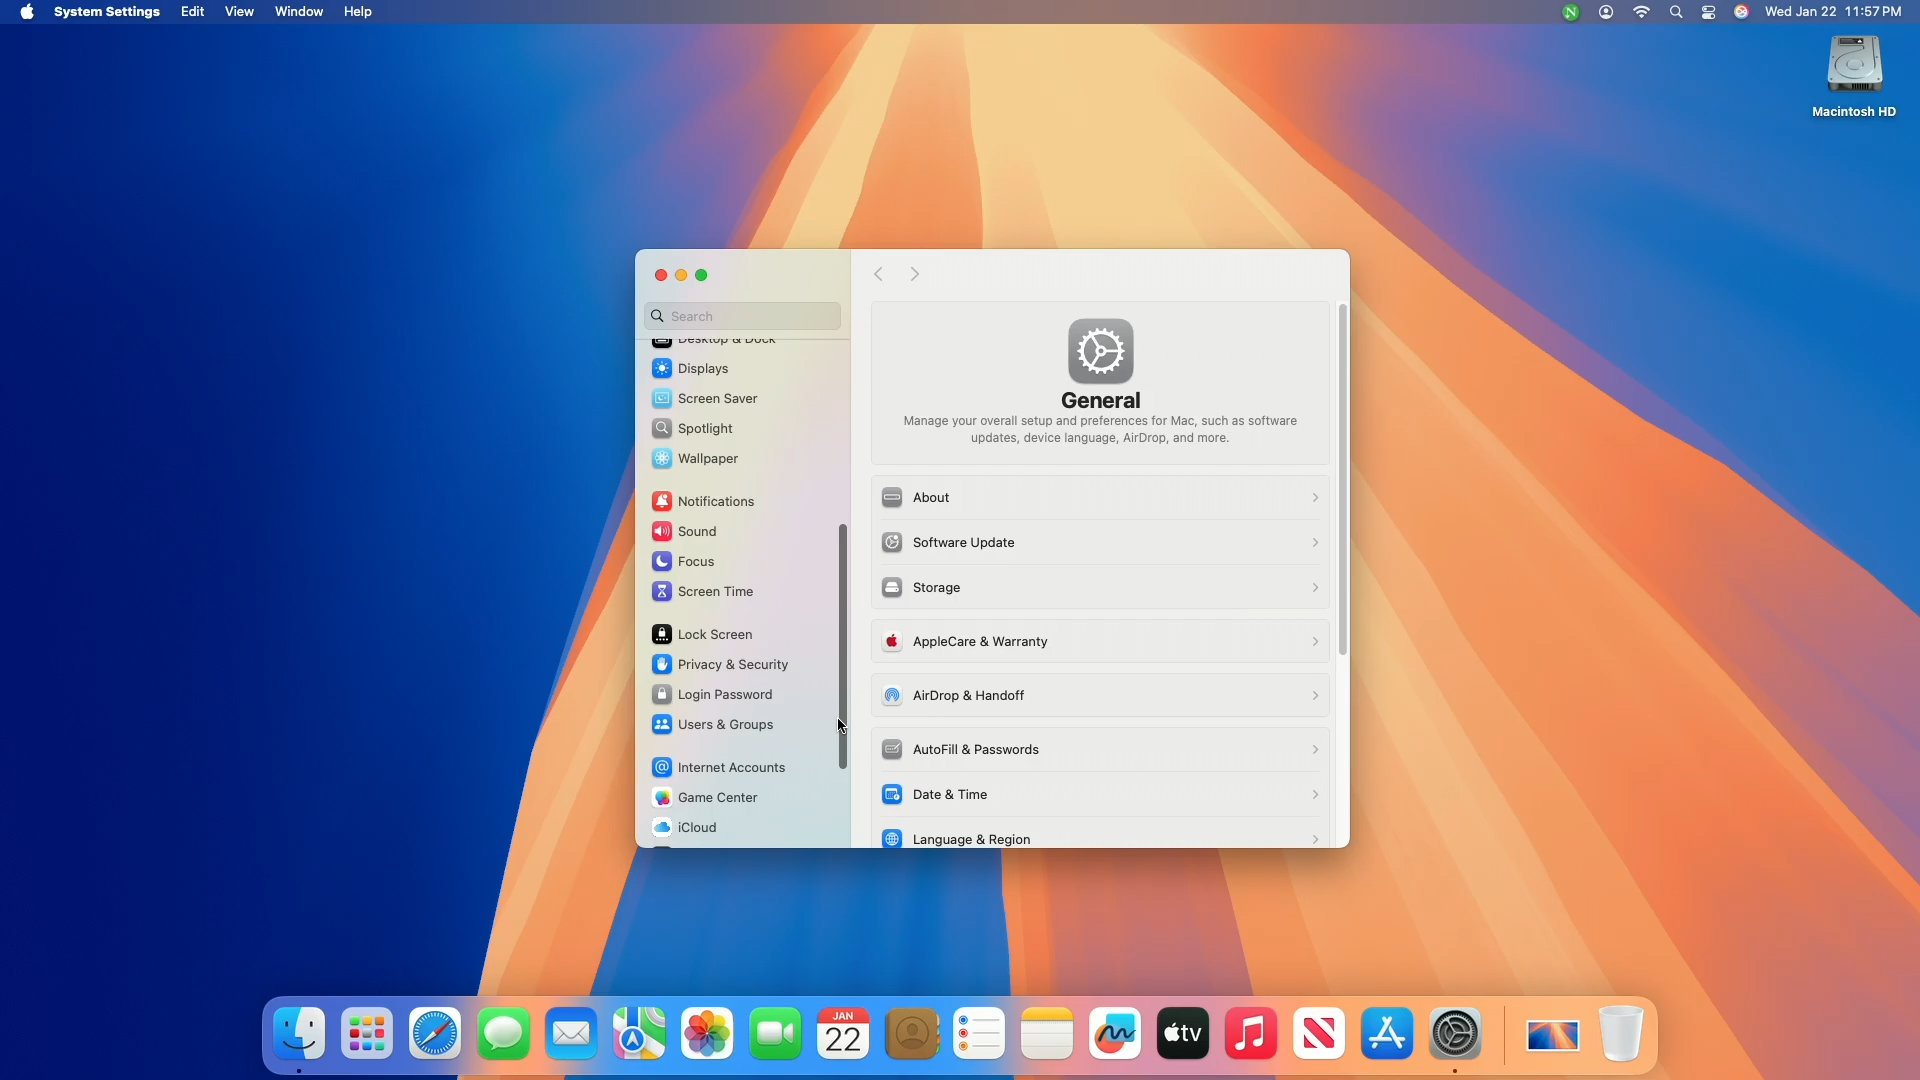 System Settings Edit View Window Help
N
Wed Jan 22 11:57 PM
Macintosh HD
Search
Desktop & Dock
Displays
Screen Saver
Spotlight
Wallpaper
Notifications
Sound
Focus
Screen Time
Lock Screen
Privacy & Security
Login Password
Users & Groups
Internet Accounts
Game Center
iCloud
General
Manage your overall setup and preferences for Mac, such as software
updates, device language, AirDrop, and more.
About
Software Update
Storage
AppleCare & Warranty
AirDrop & Handoff
AutoFill & Passwords
Date & Time
Language & Region
JAN
22
tv